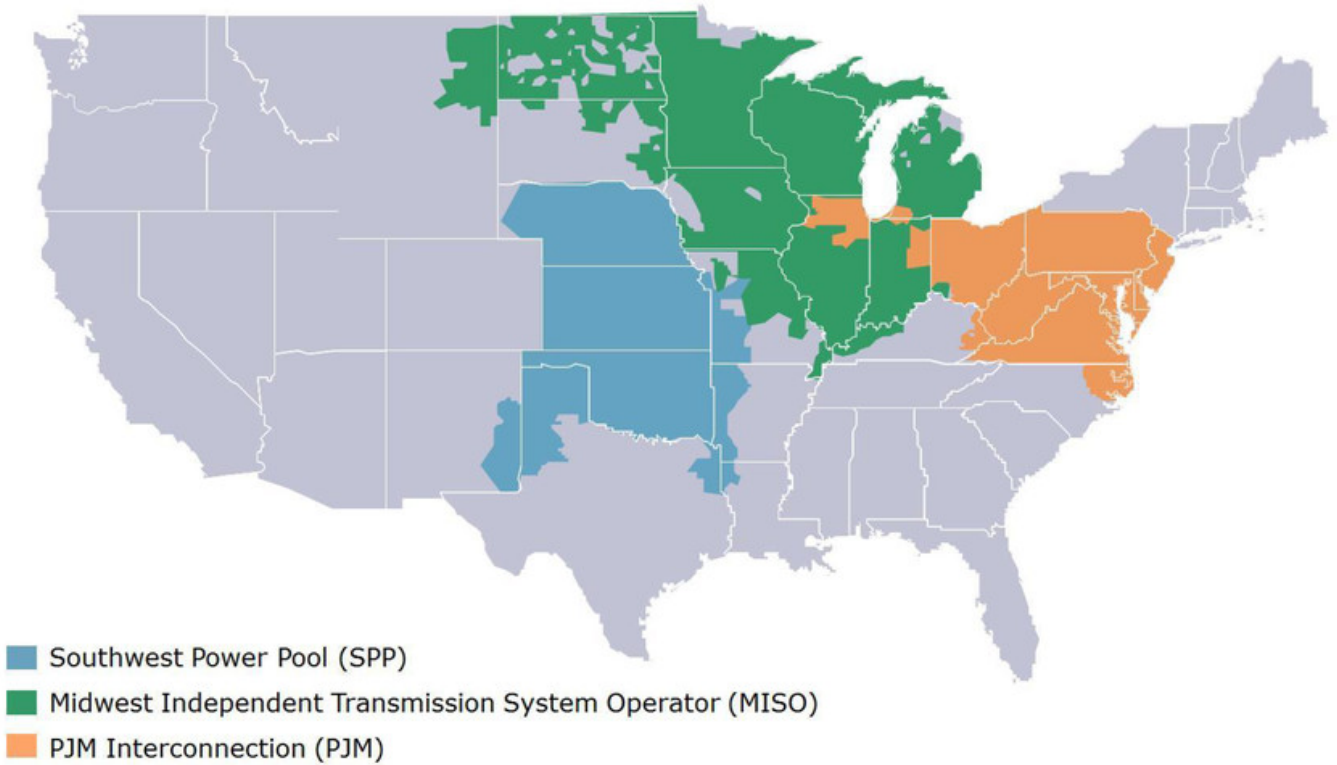 Southwest Power Pool (SPP)
Midwest Independent Transmission System Operator (MISO)
PJM Interconnection (PJM)